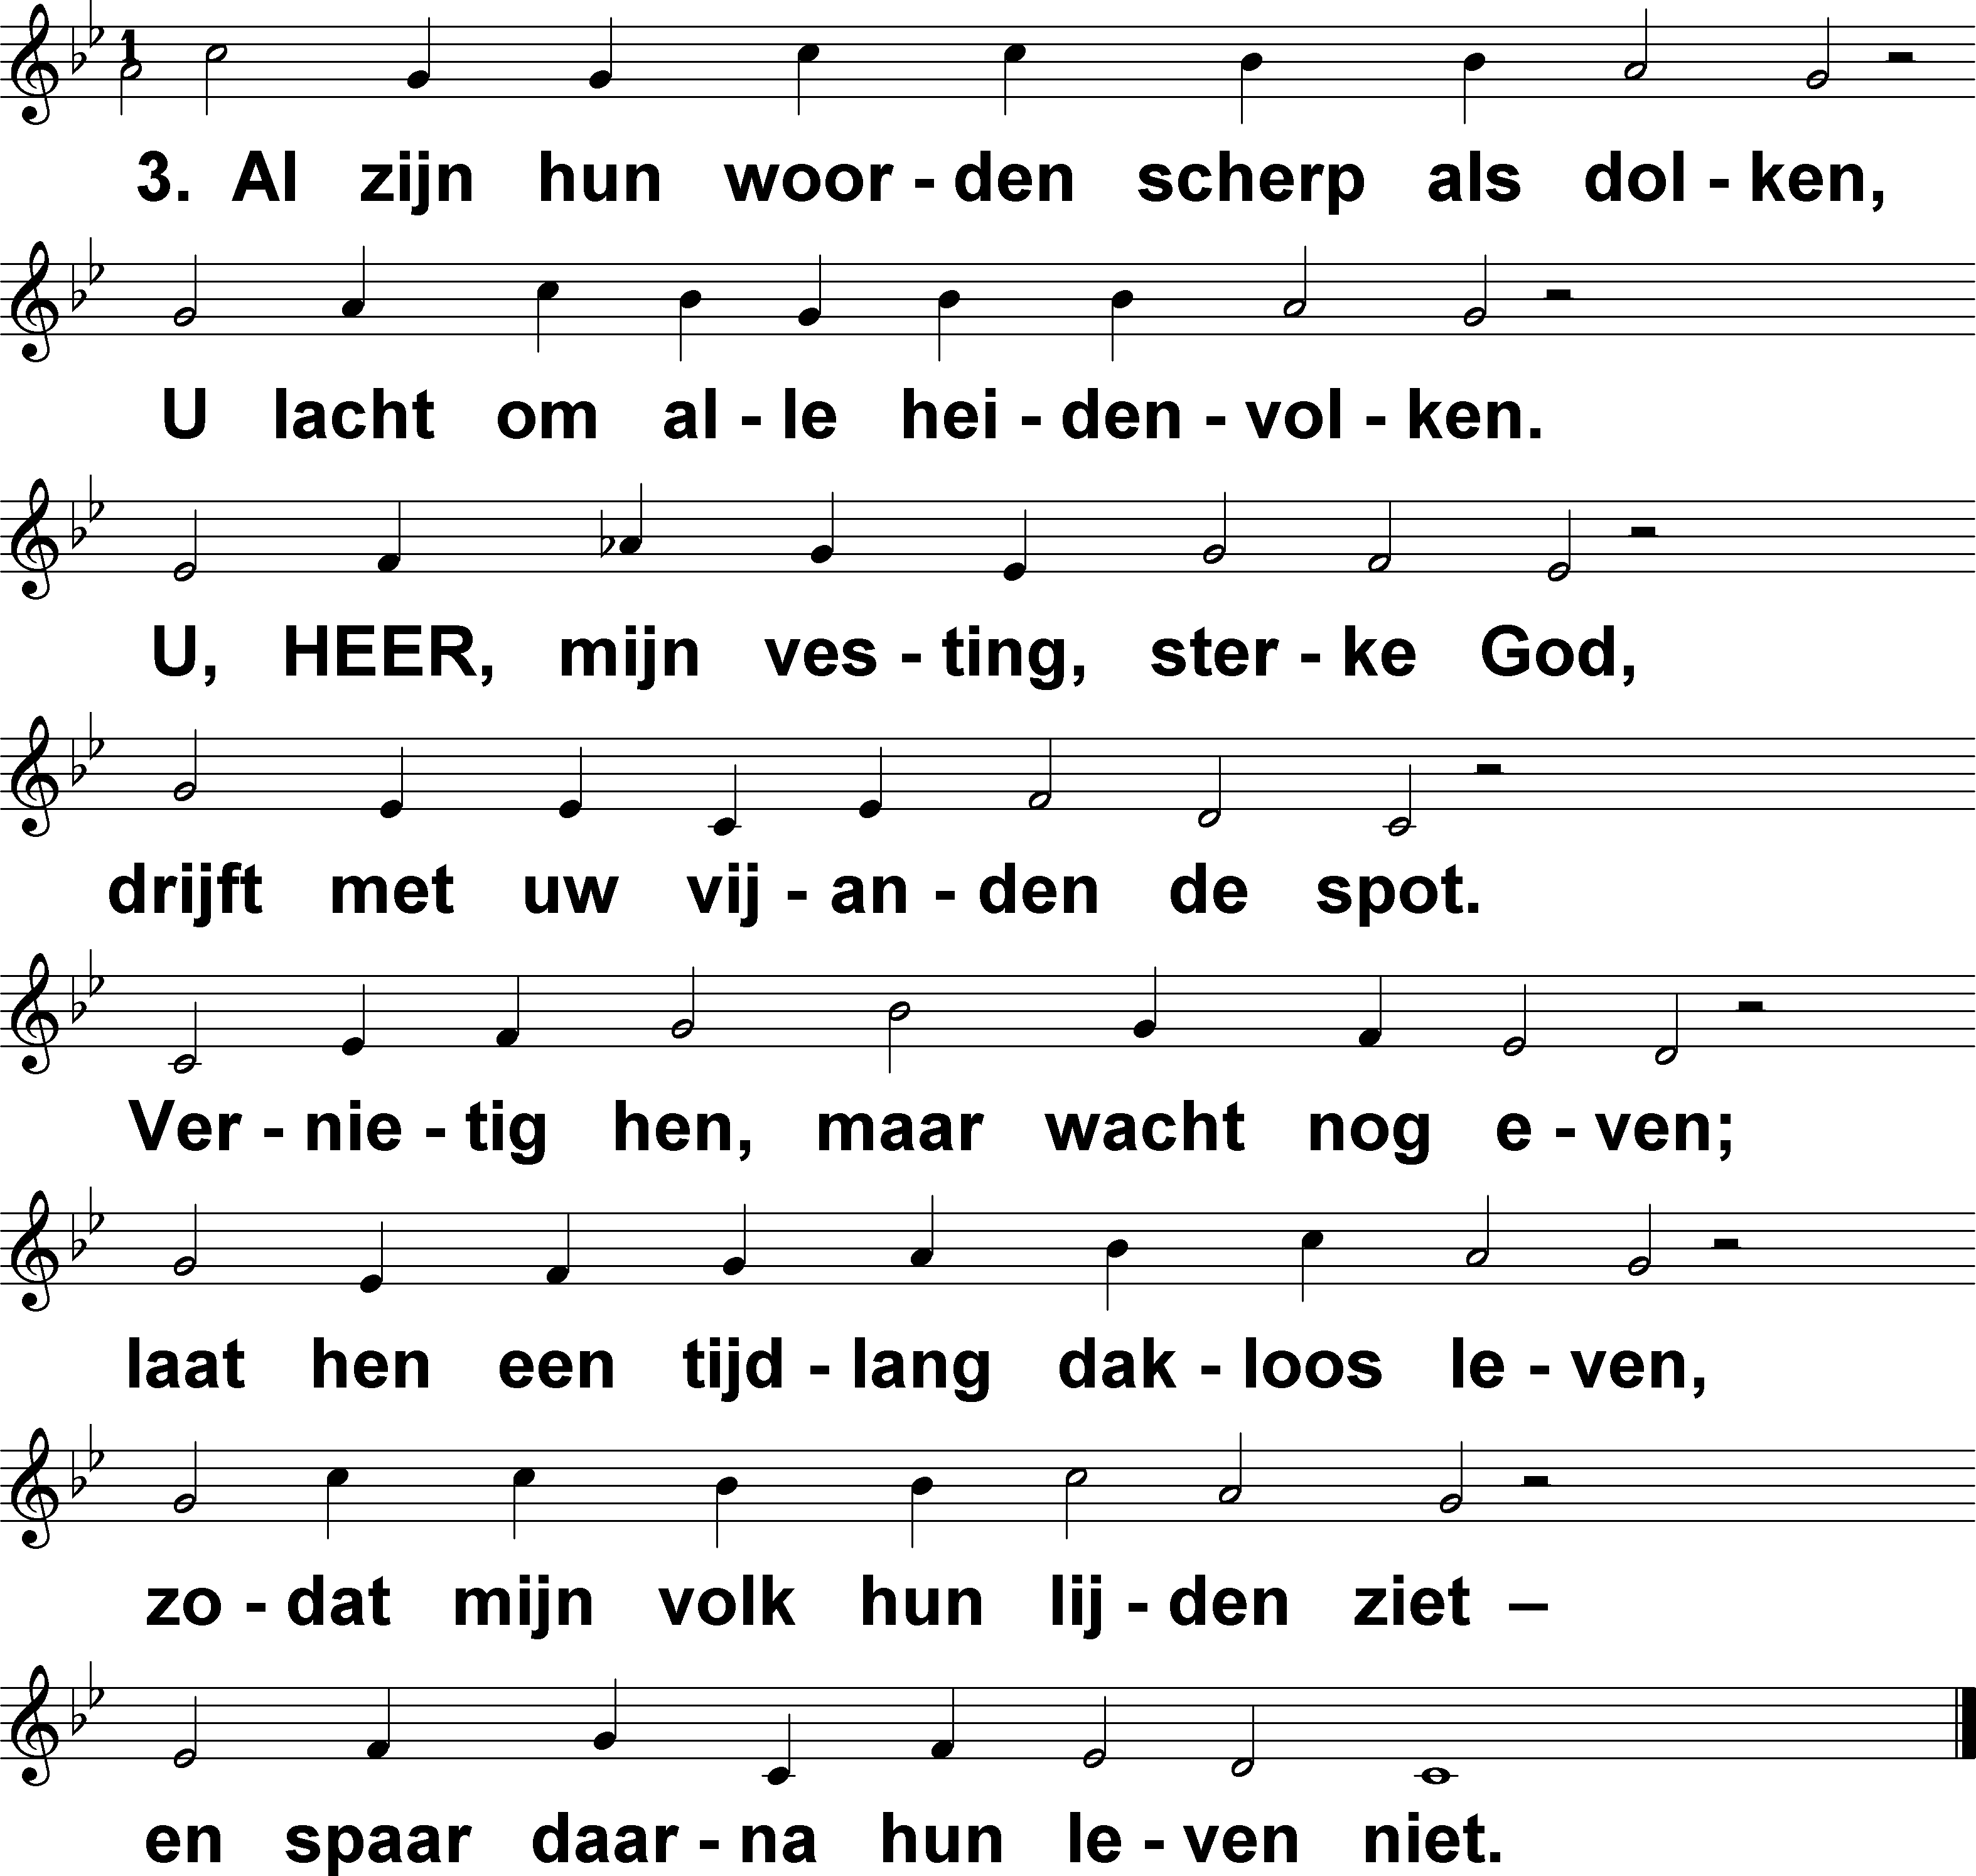 3. Al zijn hun woor - den scherp als dol - ken,
U lacht om al - le hei - den - vol - ken.
U, HEER, mijn ves - ting, ster - ke God,
drijft met uw vij - an - den de spot.
Ver - nie - tig hen, maar wacht nog e - ven;
laat hen een tijd - lang dak - loos le - ven,
zo - dat mijn volk hun lij - den ziet –
en spaar daar - na hun le - ven niet.